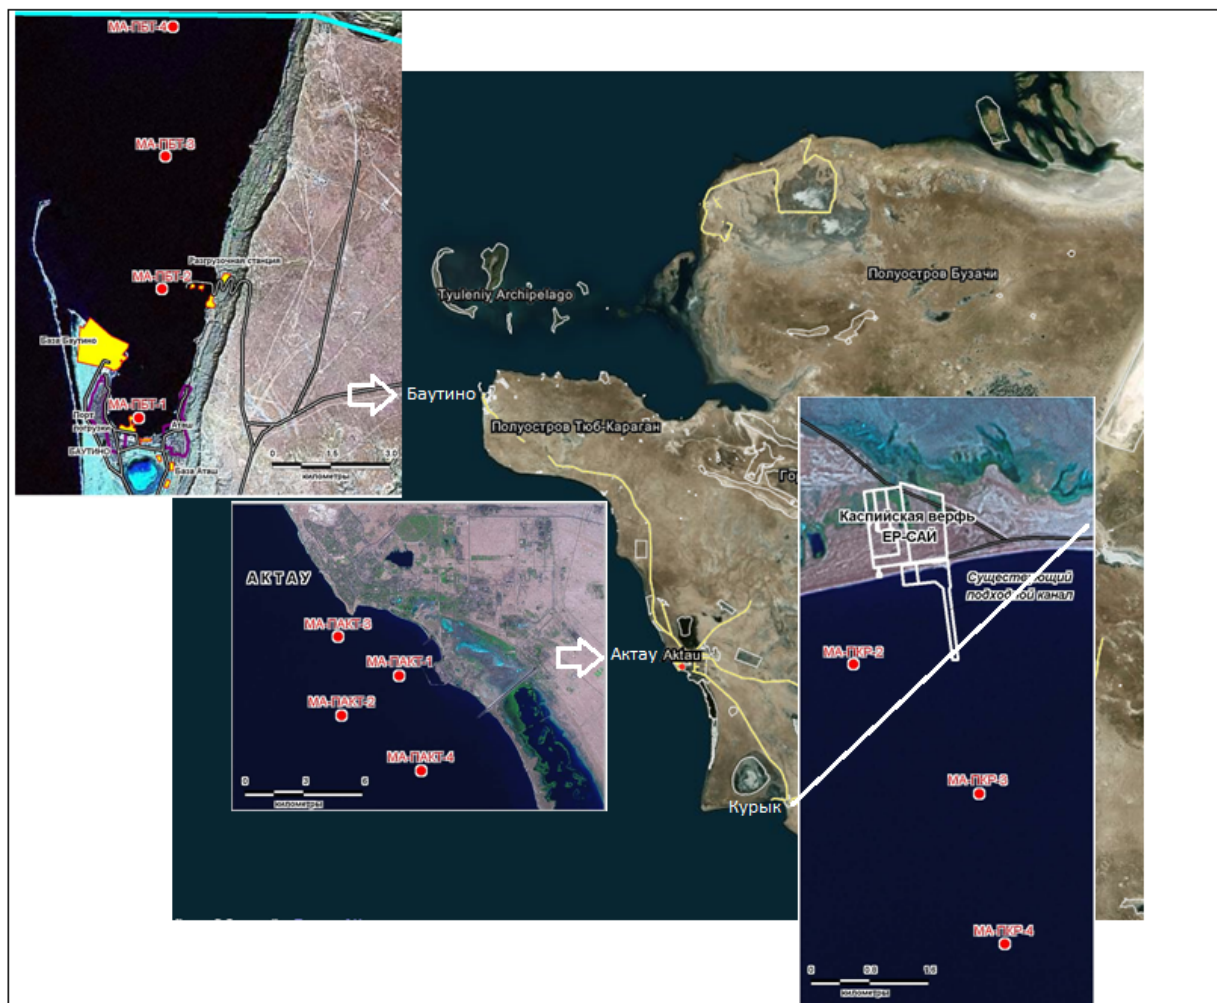 МА-ПБТ-4
МА-ПБТ-3
Разгрузочная станция
МА-ПБТ-2
База Баутино
МА-ПБТ-1
Порт
погрузки
Аташ
БАУТИНО
База Аташ
0 1.5 3.0
километры
Баутино
Tyuleniy Archipelago
Полуостров Бузачи
Полуостров Тюб-Караган
Гор
АКТАУ
МА-ПАКТ-3
МА-ПАКТ-1
МА-ПАКТ-2
МА-ПАКТ-4
0 3 6
километры
Актау
Aktau
Курык
Каспийская верфь
ЕР-САЙ
Существующий
подходной канал
МА-ПКР-2
МА-ПКР-3
МА-ПКР-4
0 0.8 1.6
километры